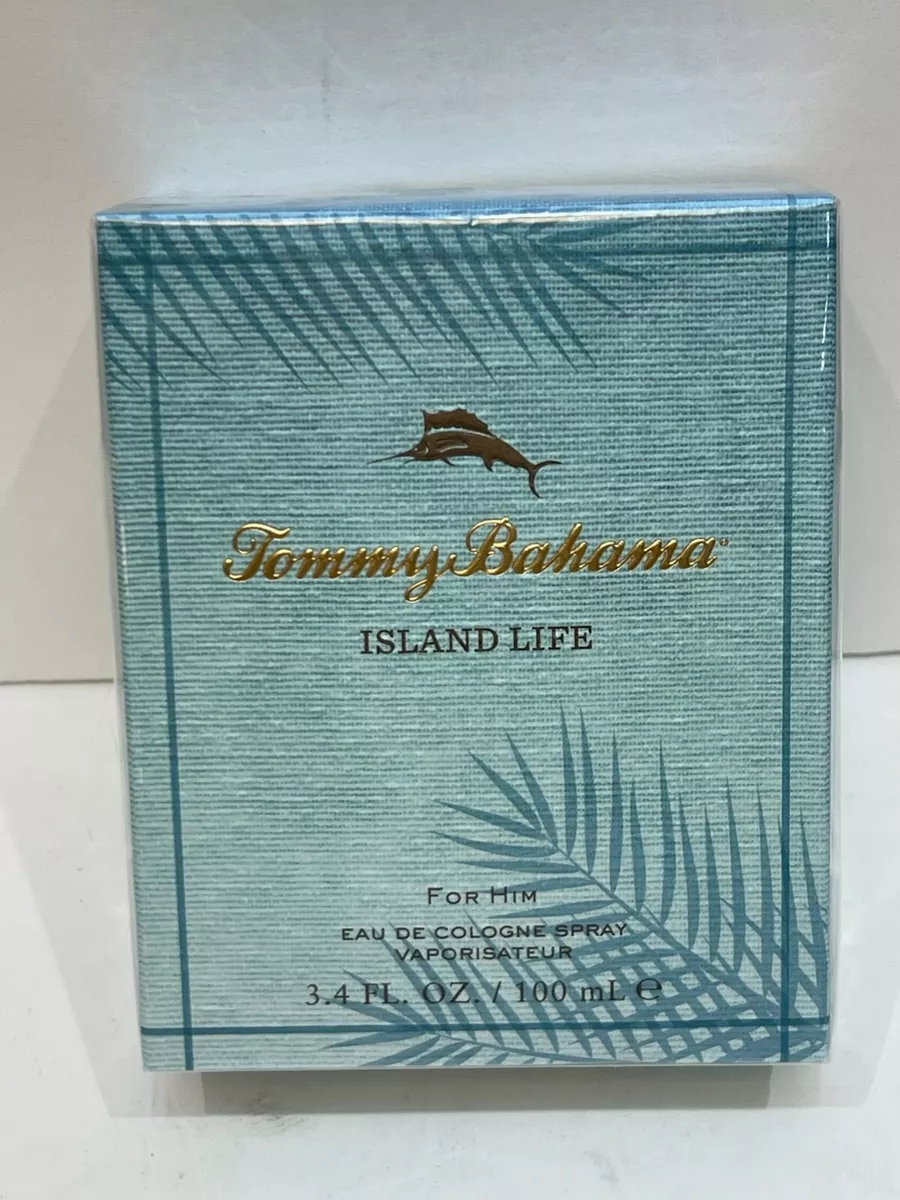 Tommy Bahama®
ISLAND LIFE
FOR HIM
EAU DE COLOGNE SPRAY
VAPORISATEUR
3.4 FL. OZ. / 100 mL ℮